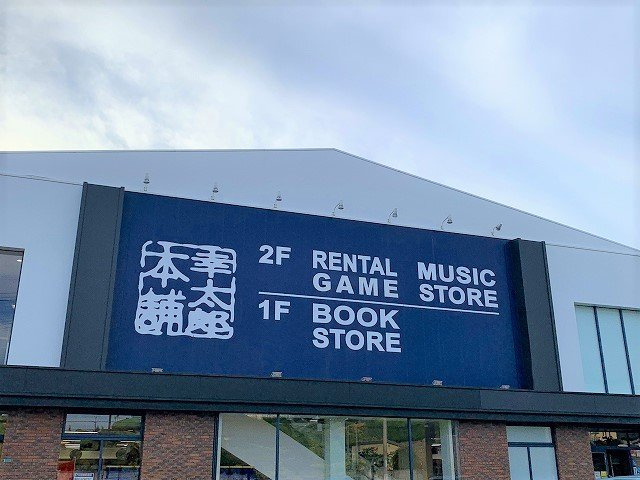 幸太郎
本舗
2F RENTAL MUSIC
GAME STORE
1F BOOK
STORE